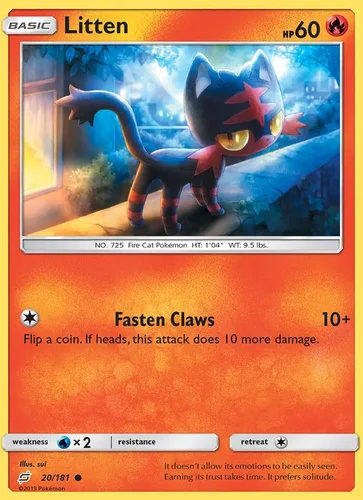 BASIC Litten HP60
NO. 725 Fire Cat Pokémon HT: 1'04" WT: 9.5 lbs.
Fasten Claws 10+
Flip a coin. If heads, this attack does 10 more damage.
weakness ×2 resistance retreat
Illus. sui
20/181
©2019 Pokémon
It doesn't allow its emotions to be easily seen.
Earning its trust takes time. It prefers solitude.